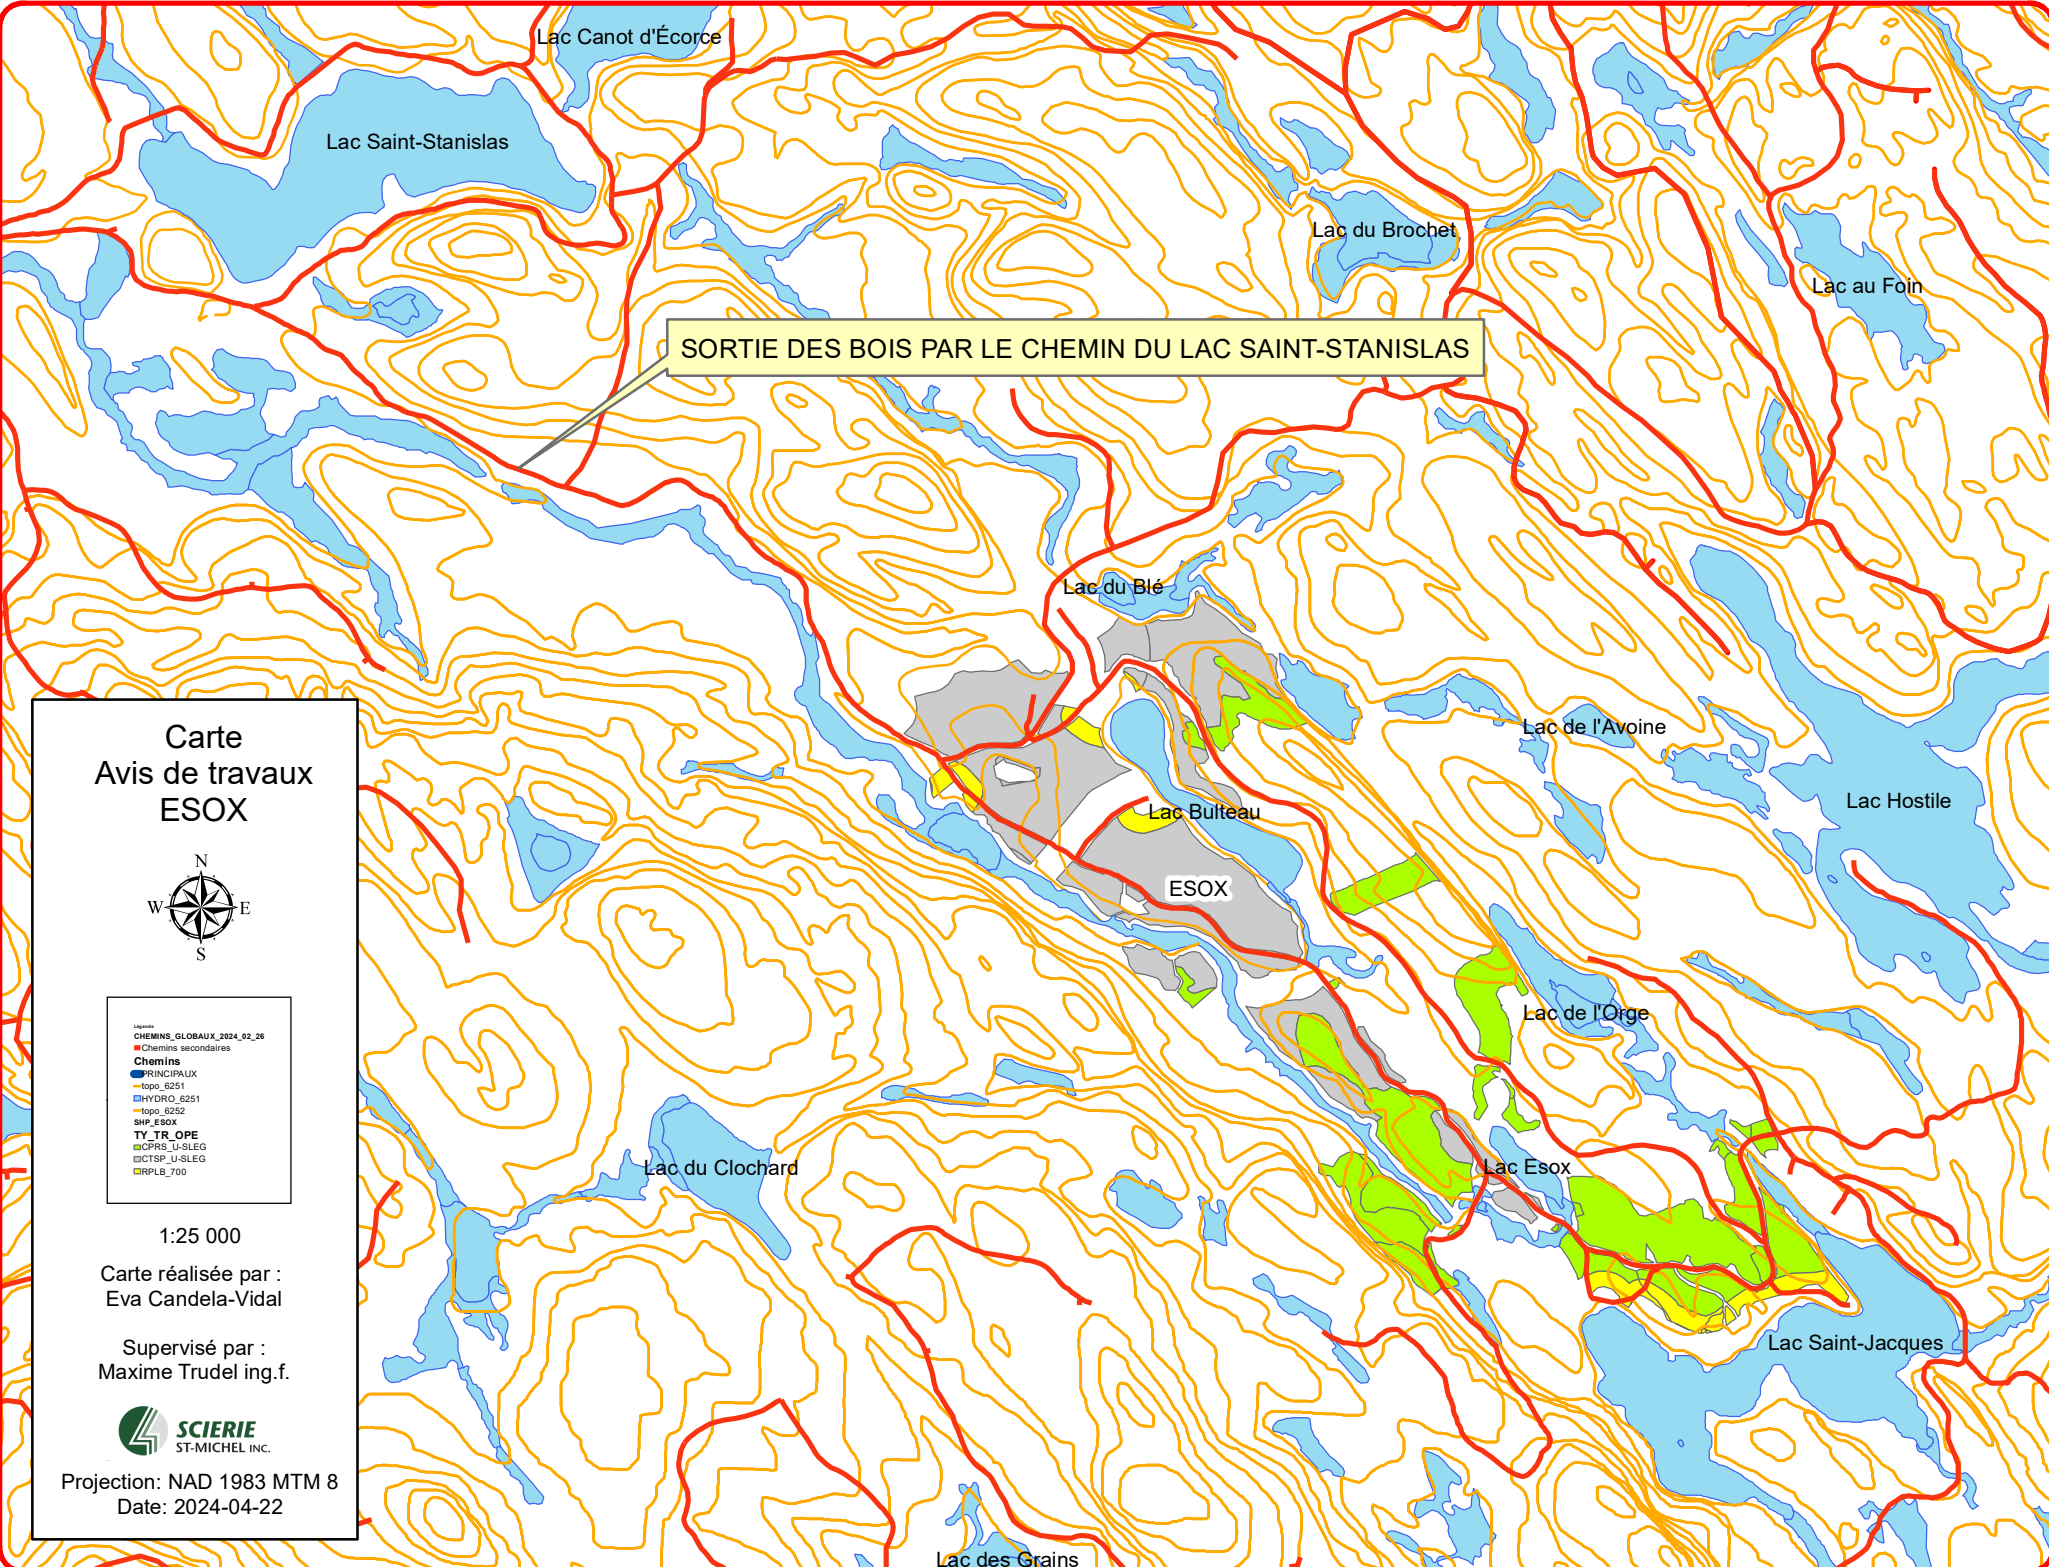 Lac Canot d'Écorce
Lac Saint-Stanislas
Lac du Brochet
Lac au Foin
SORTIE DES BOIS PAR LE CHEMIN DU LAC SAINT-STANISLAS
Lac du Blé
Lac de l'Avoine
Lac Hostile
Lac Bulteau
ESOX
Lac de l'Orge
Lac du Clochard
Lac Esox
Lac Saint-Jacques
Lac des Grains
Carte
Avis de travaux
ESOX
N
W E
S
Légende
CHEMINS_GLOBAUX_2024_02_26
Chemins secondaires
Chemins
PRINCIPAUX
topo_6251
HYDRO_6251
topo_6252
SHP_ESOX
TY_TR_OPE
CPRS_U-SLEG
CTSP_U-SLEG
RPLB_700
1:25 000
Carte réalisée par :
Eva Candela-Vidal
Supervisé par :
Maxime Trudel ing.f.
SCIERIE
ST-MICHEL INC.
Projection: NAD 1983 MTM 8
Date: 2024-04-22